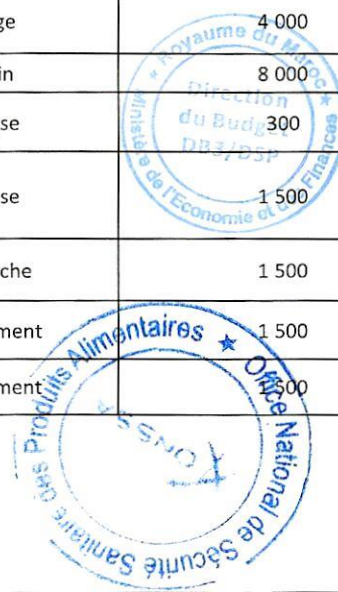 ge 4 000
in 8 000
se 300
se 1 500
che 1 500
ment 1 500
ment 1 500
★ Royaume du Maroc ★
Ministère de l'Economie et des Finances
Direction
du Budget
DB3/DSP
Office National de Sécurité Sanitaire des Produits Alimentaires ★
ONSSA